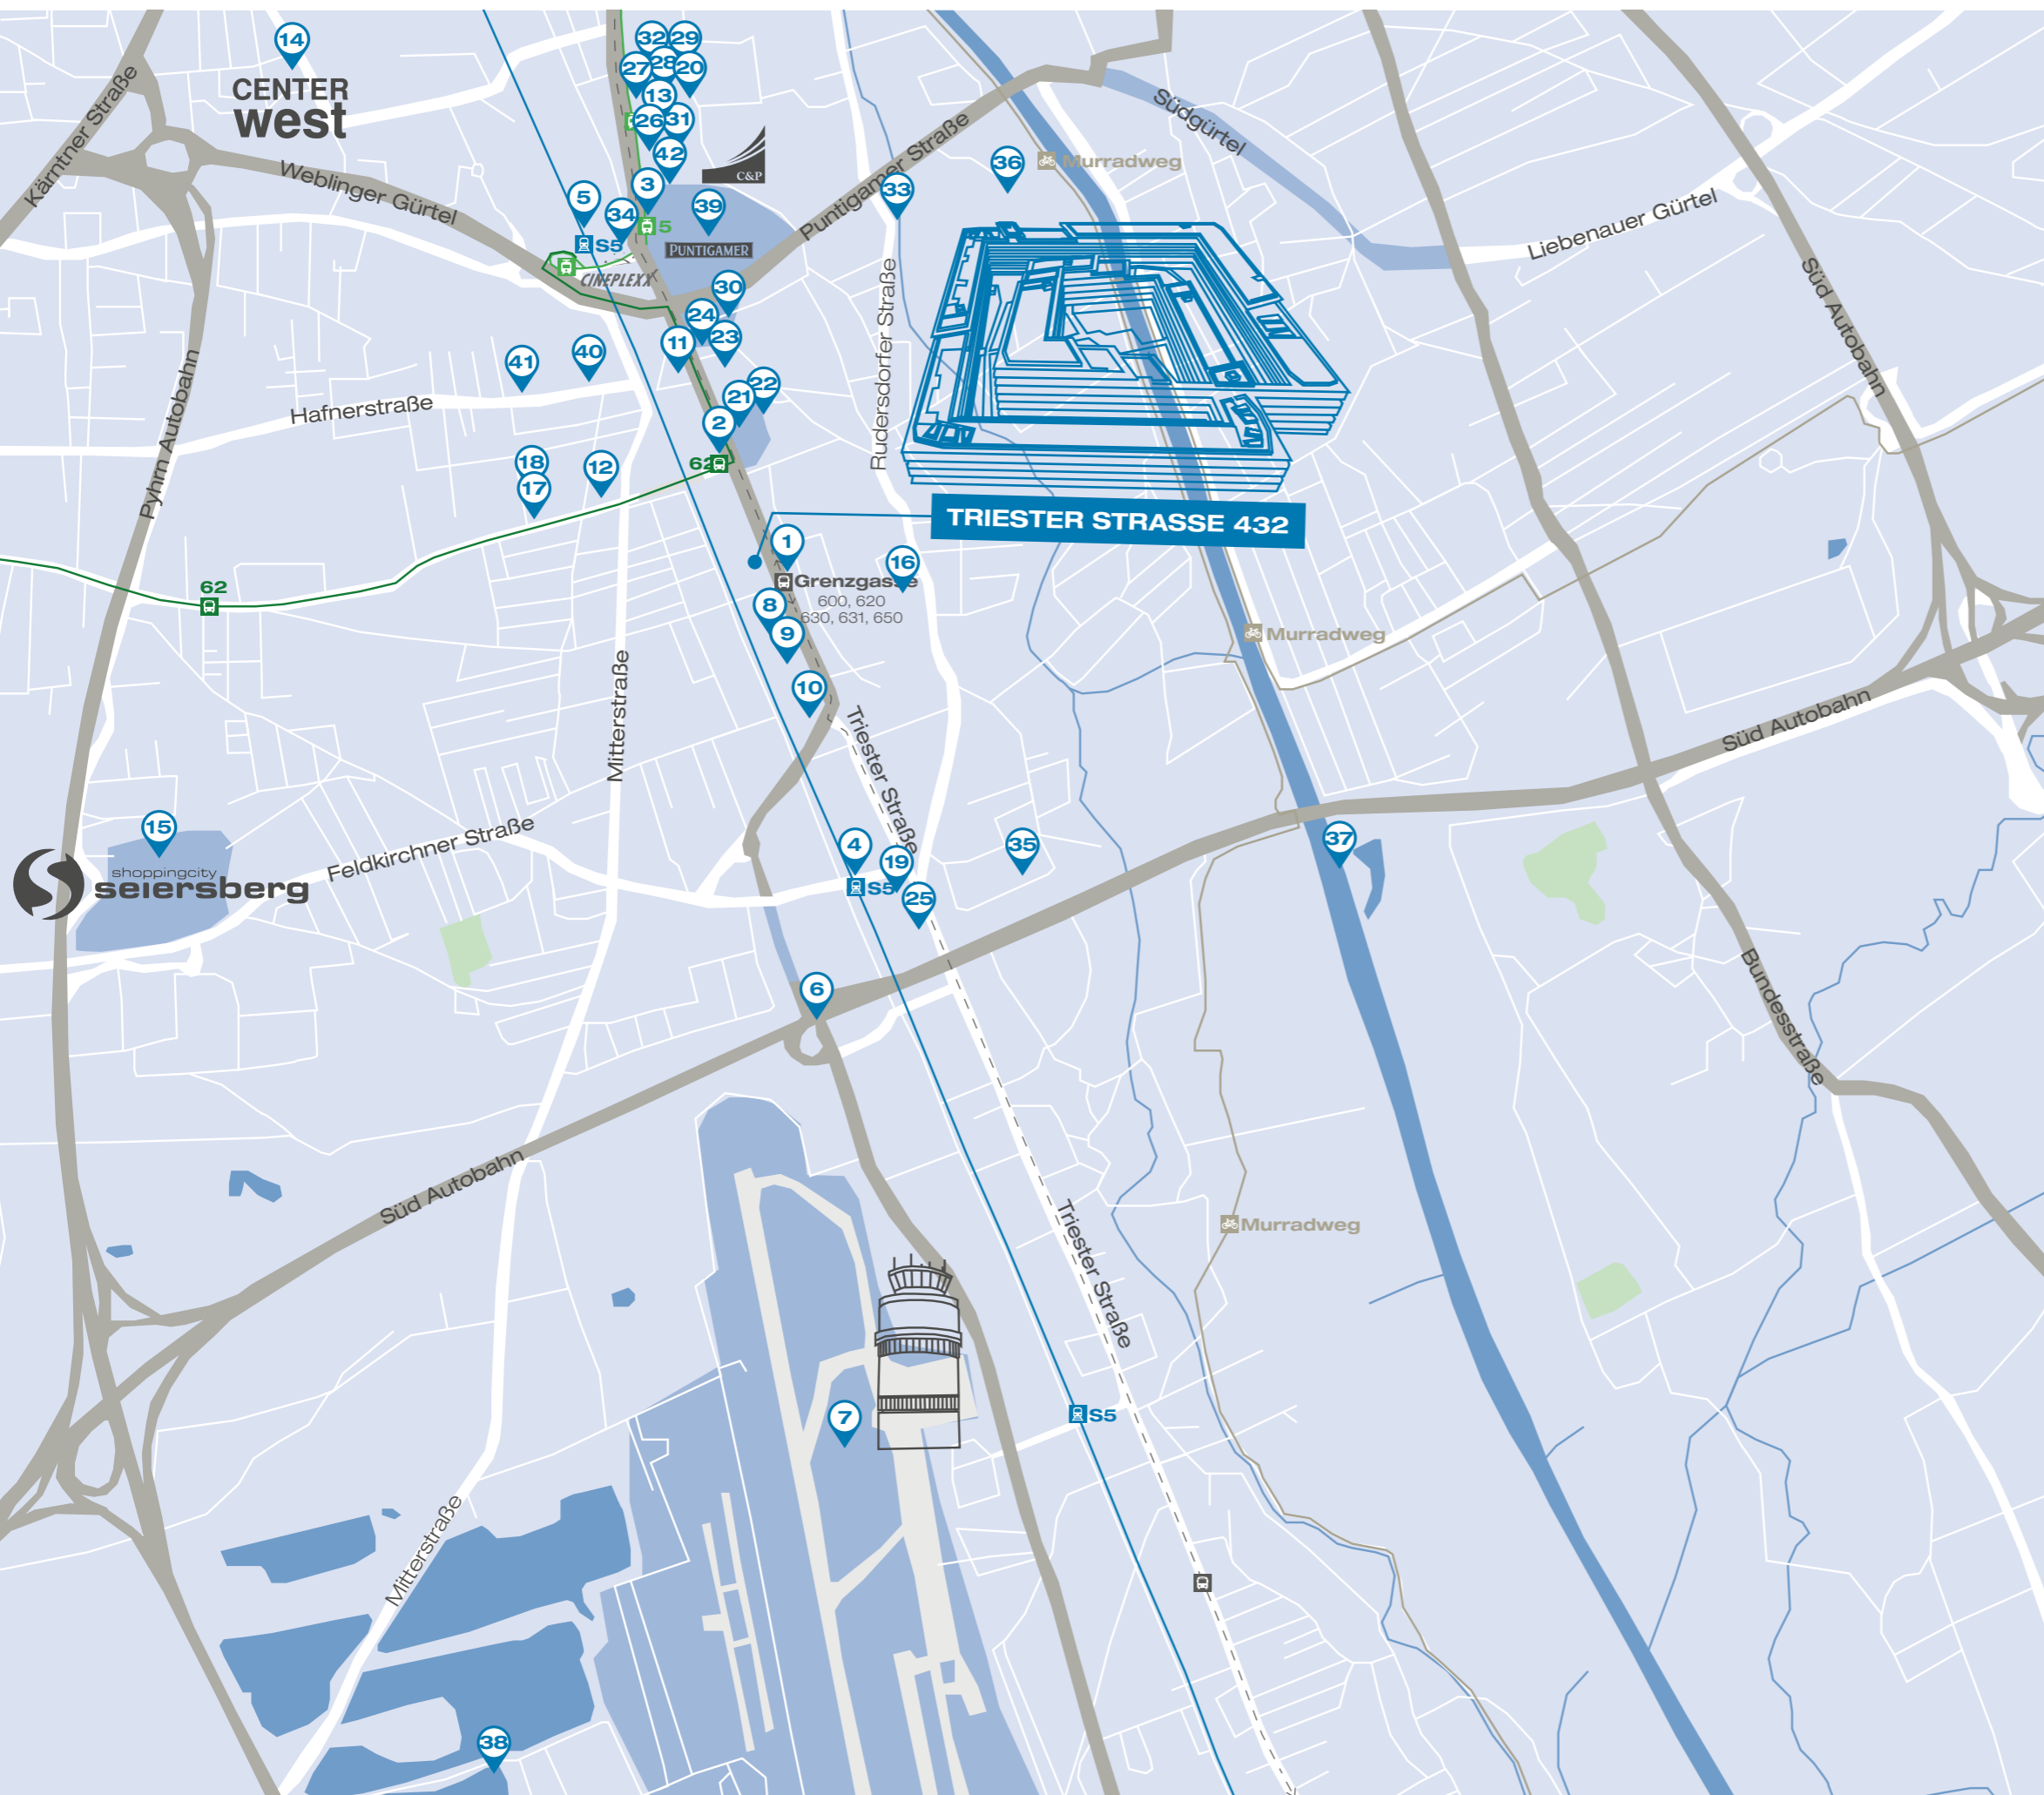 14
CENTER
west
Kärntner Straße
Weblinger Gürtel
32
29
27
28
20
13
26
31
42
C&P
3
5
34
39
5
S5
PUNTIGAMER
CINEPLEXX
Puntigamer Straße
33
36
Murradweg
Südgürtel
Liebenauer Gürtel
Süd Autobahn
30
24
23
11
22
21
2
62
41
40
Hafnerstraße
Pyhrn Autobahn
18
17
12
Rudersdorfer Straße
TRIESTER STRASSE 432
1
16
Grenzgasse
600, 620
630, 631, 650
8
9
10
62
Murradweg
Mitterstraße
Triester Straße
Süd Autobahn
15
shoppingcity
seiersberg
Feldkirchner Straße
4
S5
19
25
35
37
6
Bundesstraße
Süd Autobahn
Murradweg
Triester Straße
7
S5
Mitterstraße
38